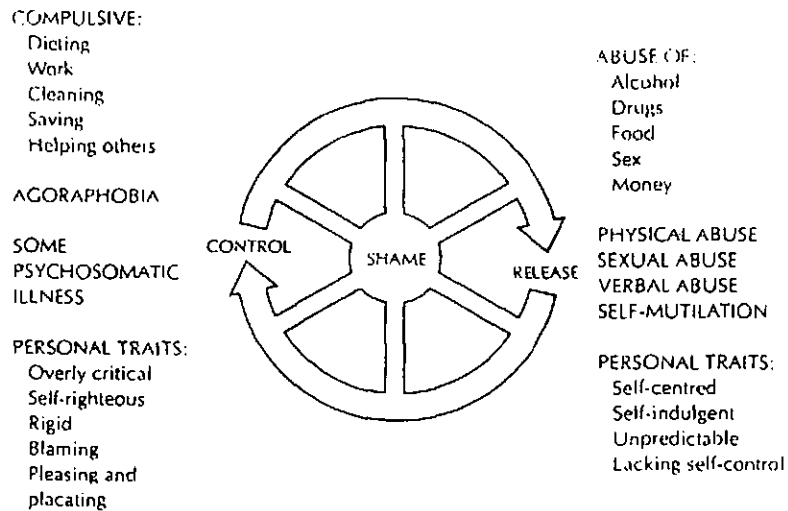 COMPULSIVE:
Dieting
Work
Cleaning
Saving
Helping others
AGORAPHOBIA
SOME
PSYCHOSOMATIC
ILLNESS
PERSONAL TRAITS:
Overly critical
Self-righteous
Rigid
Blaming
Pleasing and
placating
CONTROL
SHAME
RELEASE
ABUSE OF:
Alcohol
Drugs
Food
Sex
Money
PHYSICAL ABUSE
SEXUAL ABUSE
VERBAL ABUSE
SELF-MUTILATION
PERSONAL TRAITS:
Self-centred
Self-indulgent
Unpredictable
Lacking self-control